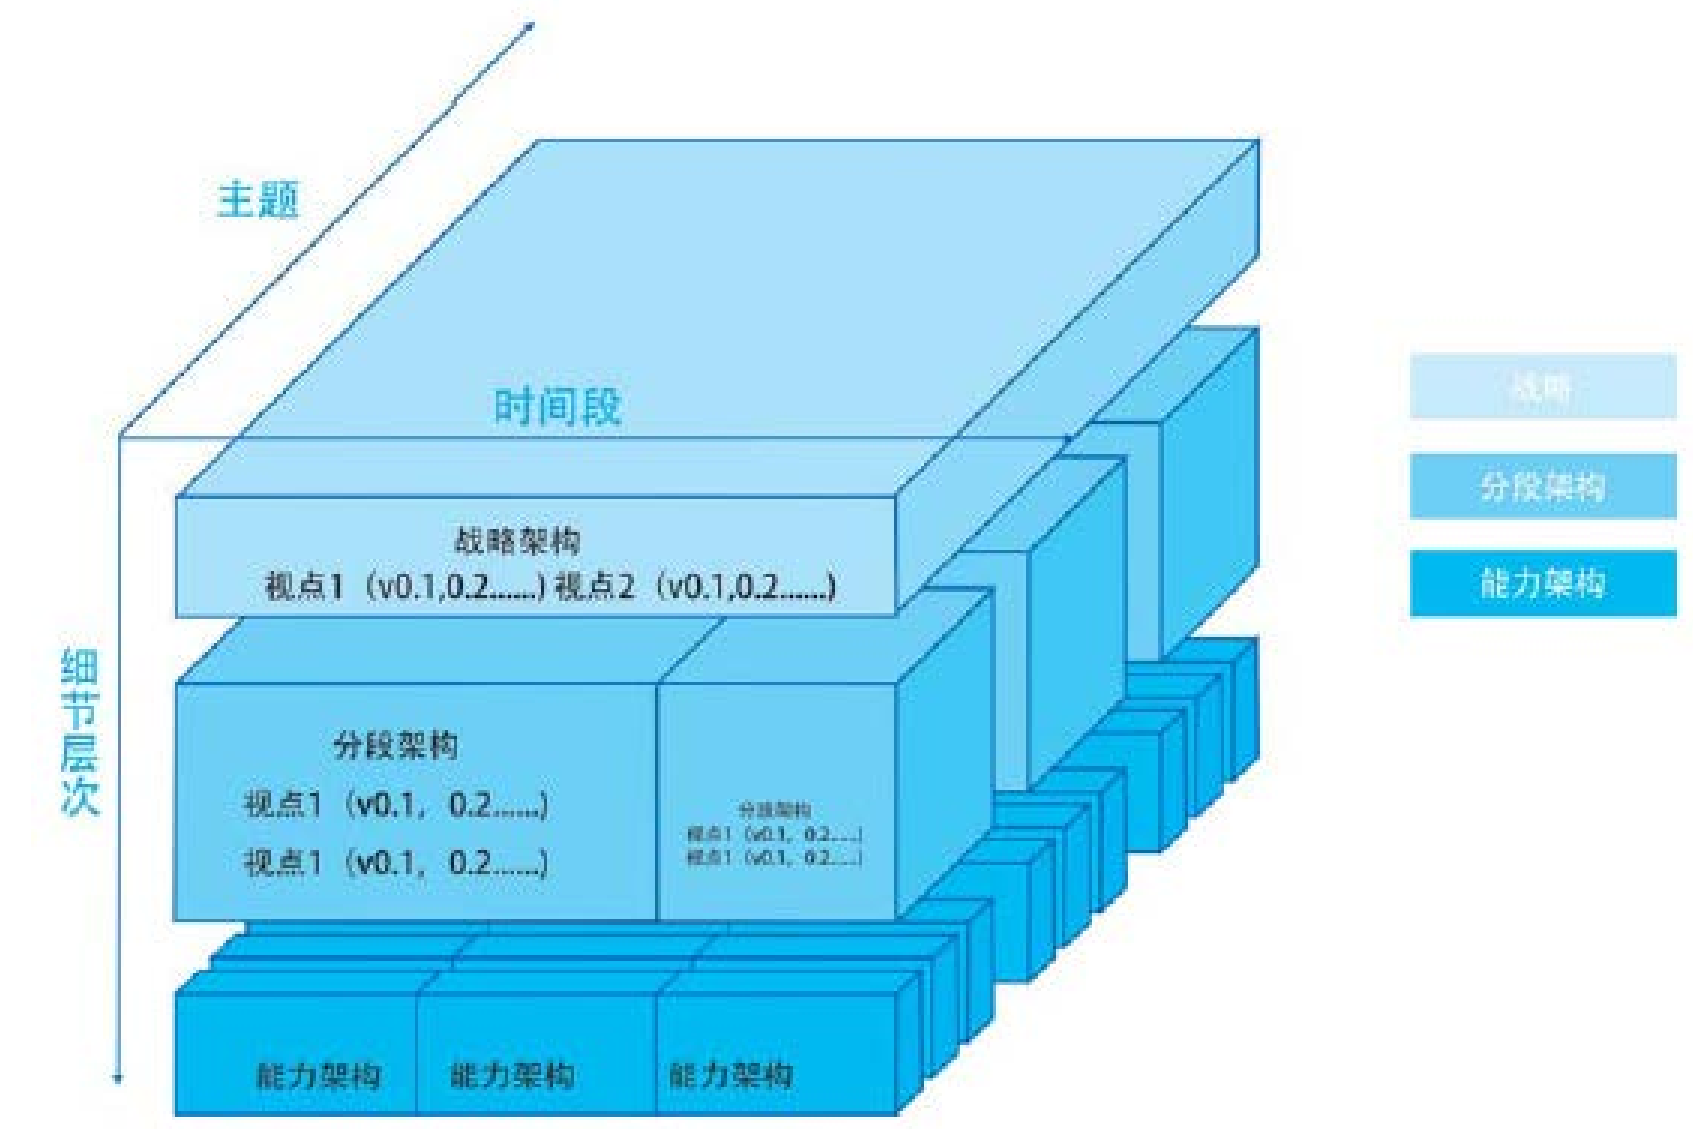 主题
时间段
战略架构
视点1（v0.1,0.2......) 视点2（v0.1,0.2......)
细节层次
分段架构
视点1（v0.1，0.2......)
视点1（v0.1，0.2......)
分段架构
视点1（v0.1，0.2......)
视点1（v0.1，0.2......)
能力架构
能力架构
能力架构
战略
分段架构
能力架构